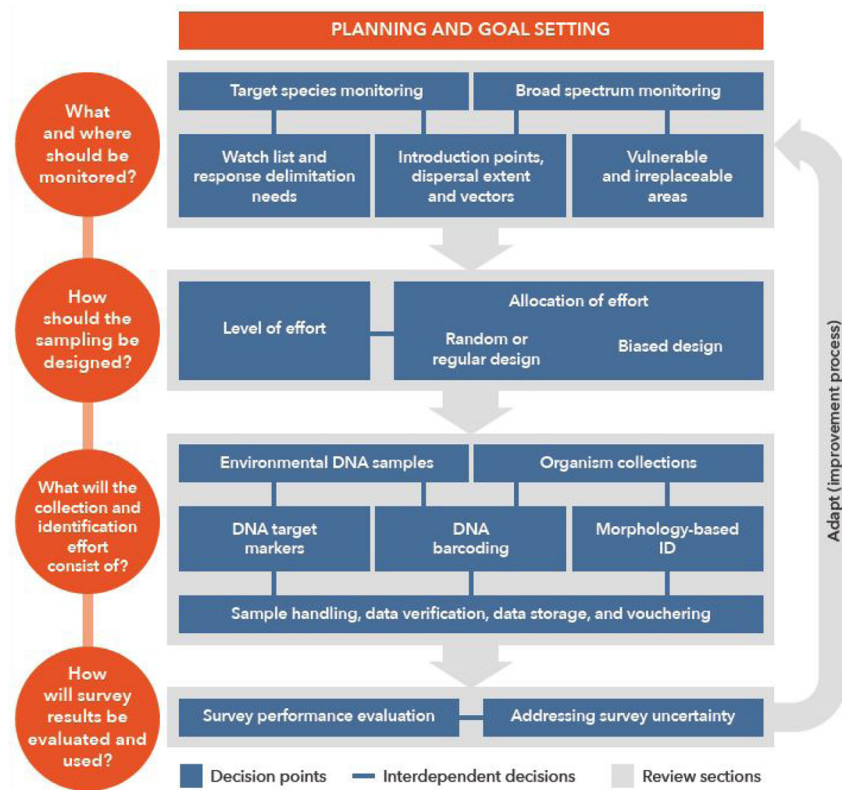 PLANNING AND GOAL SETTING
What
and where
should be
monitored?
Target species monitoring
Broad spectrum monitoring
Watch list and
response delimitation
needs
Introduction points,
dispersal extent
and vectors
Vulnerable
and irreplaceable
areas
How
should the
sampling be
designed?
Level of effort
Allocation of effort
Random or
regular design
Biased design
What will the
collection and
identification
effort
consist of?
Environmental DNA samples
Organism collections
DNA target
markers
DNA
barcoding
Morphology-based
ID
Sample handling, data verification, data storage, and vouchering
How
will survey
results be
evaluated and
used?
Survey performance evaluation
Addressing survey uncertainty
Adapt (improvement process)
Decision points
Interdependent decisions
Review sections